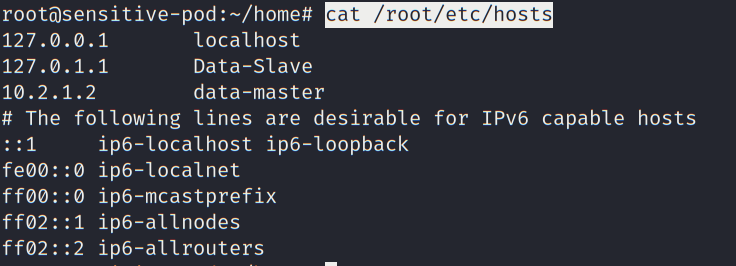 root@sensitive-pod:~/home# cat /root/etc/hosts
127.0.0.1       localhost
127.0.1.1       Data-Slave
10.2.1.2        data-master
# The following lines are desirable for IPv6 capable hosts
::1     ip6-localhost ip6-loopback
fe00::0 ip6-localnet
ff00::0 ip6-mcastprefix
ff02::1 ip6-allnodes
ff02::2 ip6-allrouters